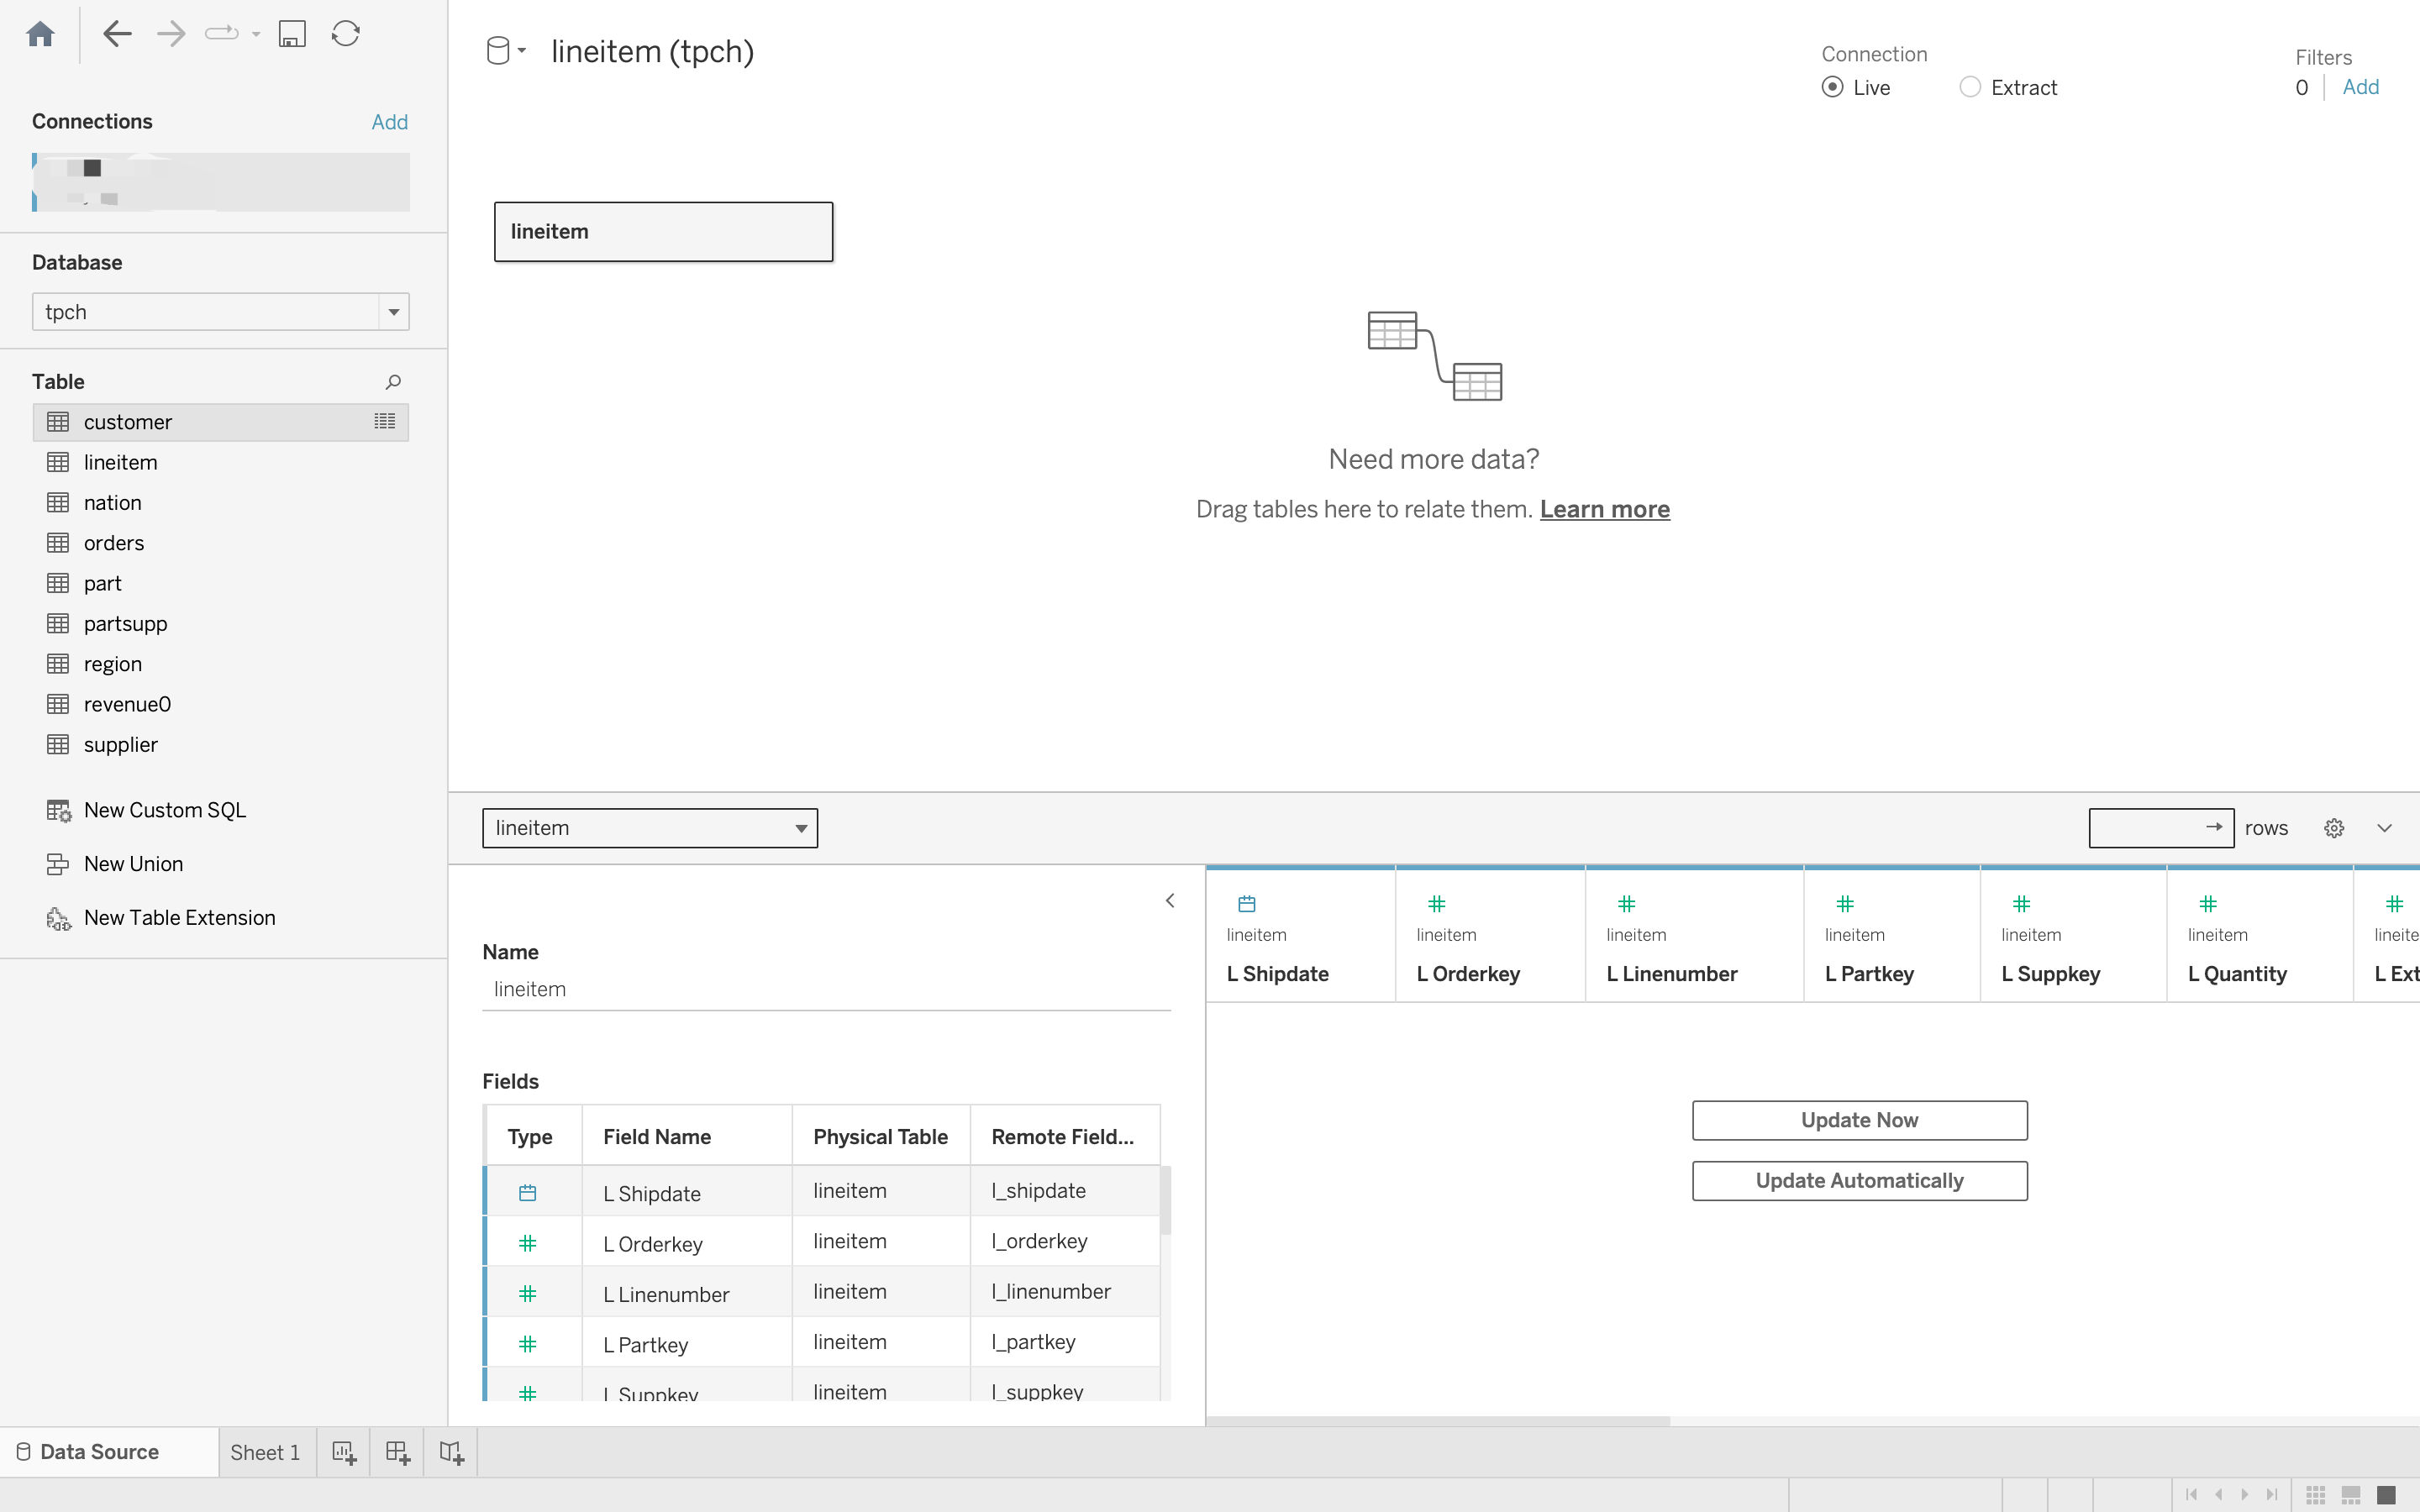 lineitem (tpch)
Connection
Live
Extract
Filters
0
Add
Connections
Add
Database
tpch
Table
customer
lineitem
nation
orders
part
partsupp
region
revenue0
supplier
New Custom SQL
New Union
New Table Extension
lineitem
Need more data?
Drag tables here to relate them. Learn more
lineitem
rows
Name
lineitem
Fields
Type Field Name Physical Table Remote Field...
L Shipdate lineitem l_shipdate
L Orderkey lineitem l_orderkey
L Linenumber lineitem l_linenumber
L Partkey lineitem l_partkey
L Suppkey lineitem l_suppkey
lineitem lineitem lineitem lineitem lineitem lineitem lineite
L Shipdate L Orderkey L Linenumber L Partkey L Suppkey L Quantity L Ext
Update Now
Update Automatically
Data Source
Sheet 1